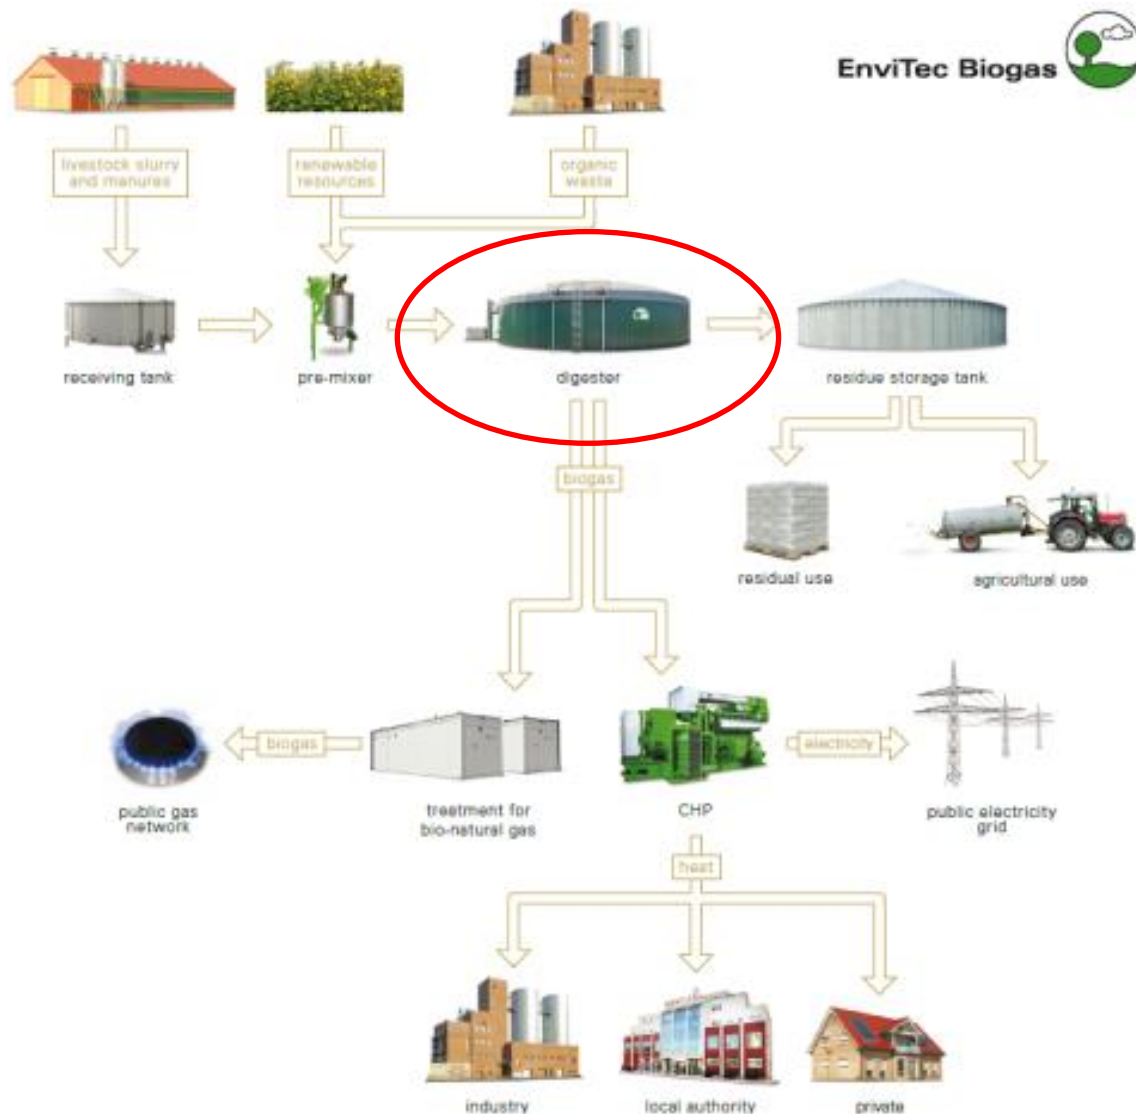 EnviTec Biogas
livestock slurry
and manures
renewable
resources
organic
wasta
receiving tank
pre-mixer
digester
residue storage tank
biogas
residual use
agricultural use
biogas
electricity
public gas
network
treatment for
bio-natural gas
CHP
public electricity
grid
heat
industry
local authority
private